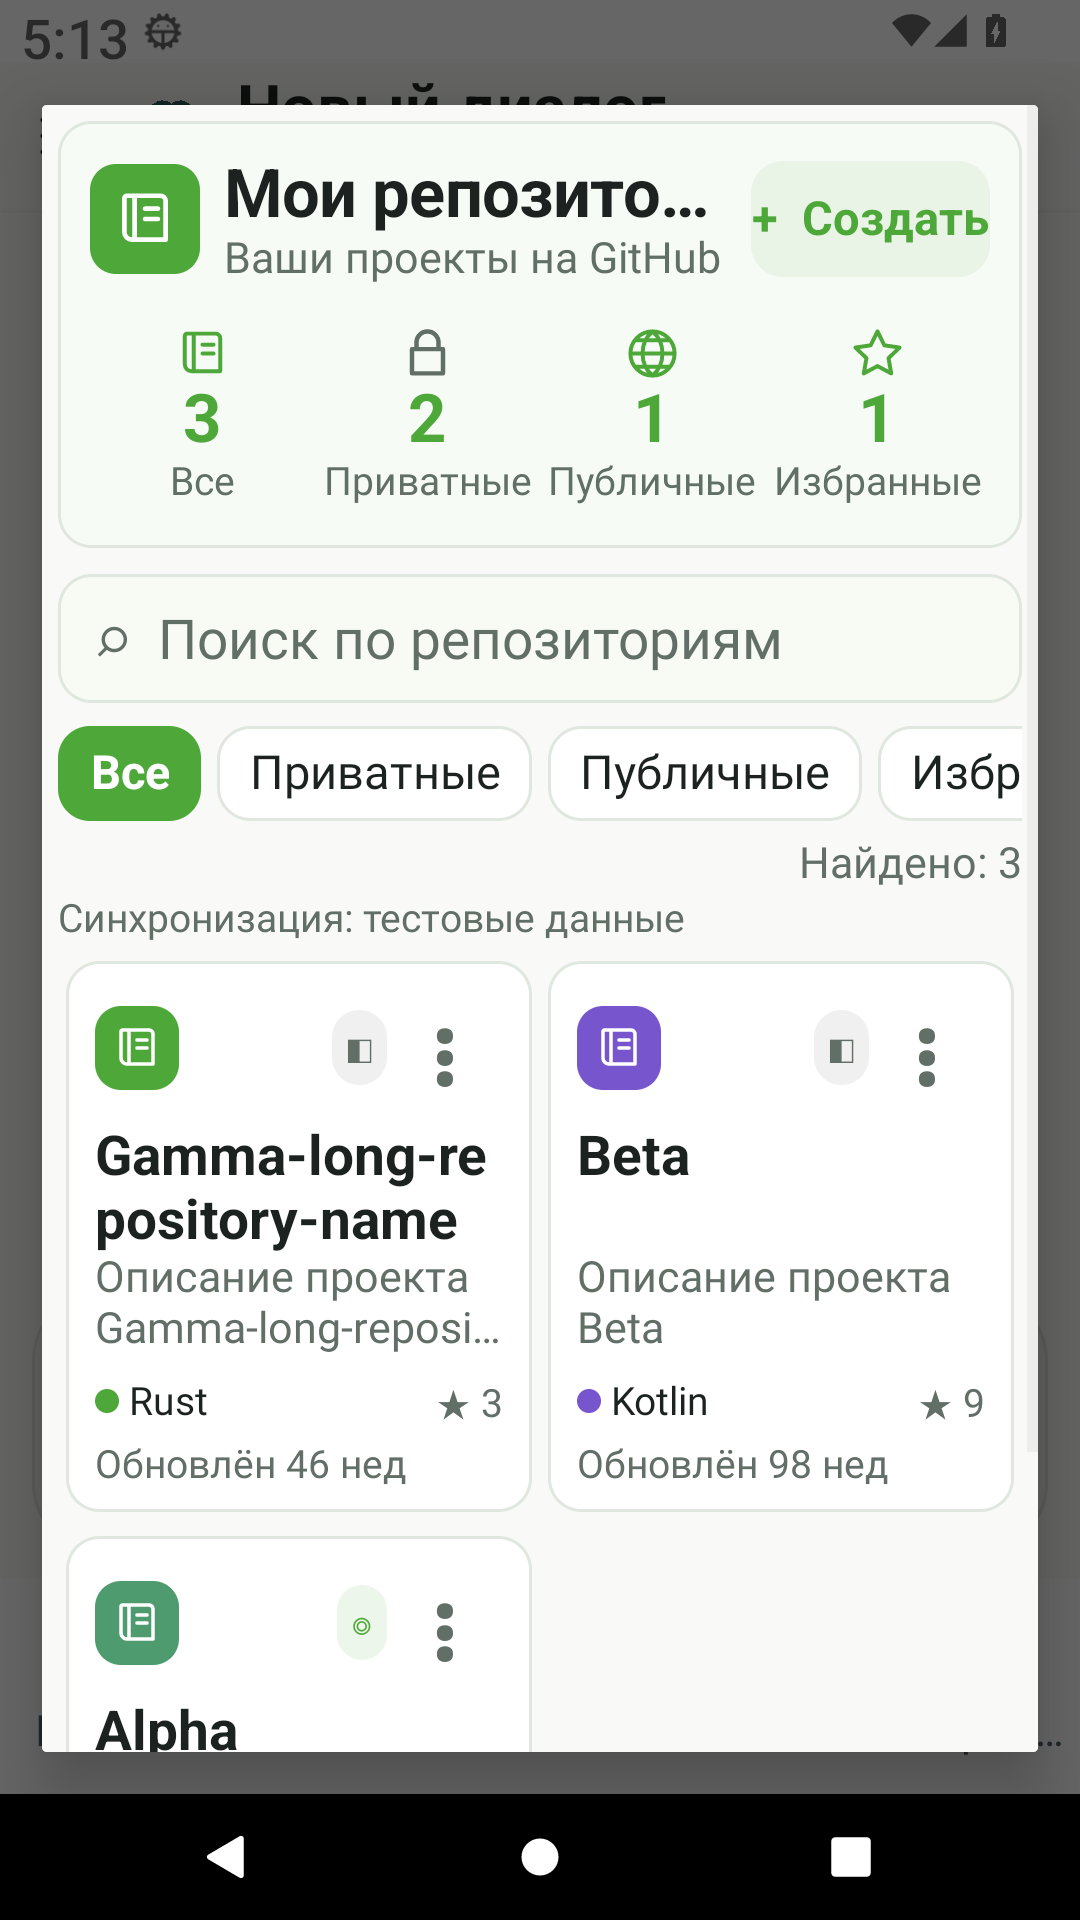 5:13
Новый диалог
Мои репозито...
+ Создать
Ваши проекты на GitHub
3
2
1
1
Все
Приватные
Публичные
Избранные
Поиск по репозиториям
Все
Приватные
Публичные
Избр
Найдено: 3
Синхронизация: тестовые данные
Gamma-long-re
pository-name
Описание проекта
Gamma-long-reposi...
Rust
★ 3
Обновлён 46 нед
Beta
Описание проекта
Beta
Kotlin
★ 9
Обновлён 98 нед
Alpha